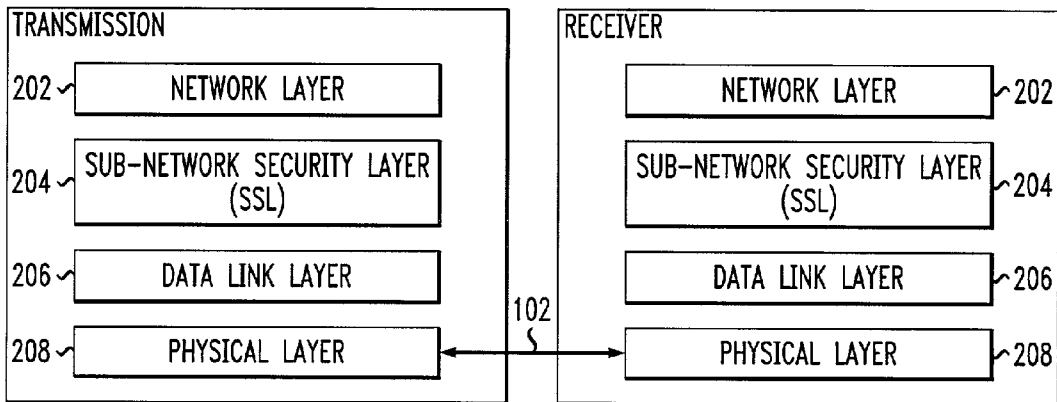 TRANSMISSION
202
NETWORK LAYER
204
SUB-NETWORK SECURITY LAYER
(SSL)
206
DATA LINK LAYER
208
PHYSICAL LAYER
102
RECEIVER
NETWORK LAYER
202
SUB-NETWORK SECURITY LAYER
(SSL)
204
DATA LINK LAYER
206
PHYSICAL LAYER
208